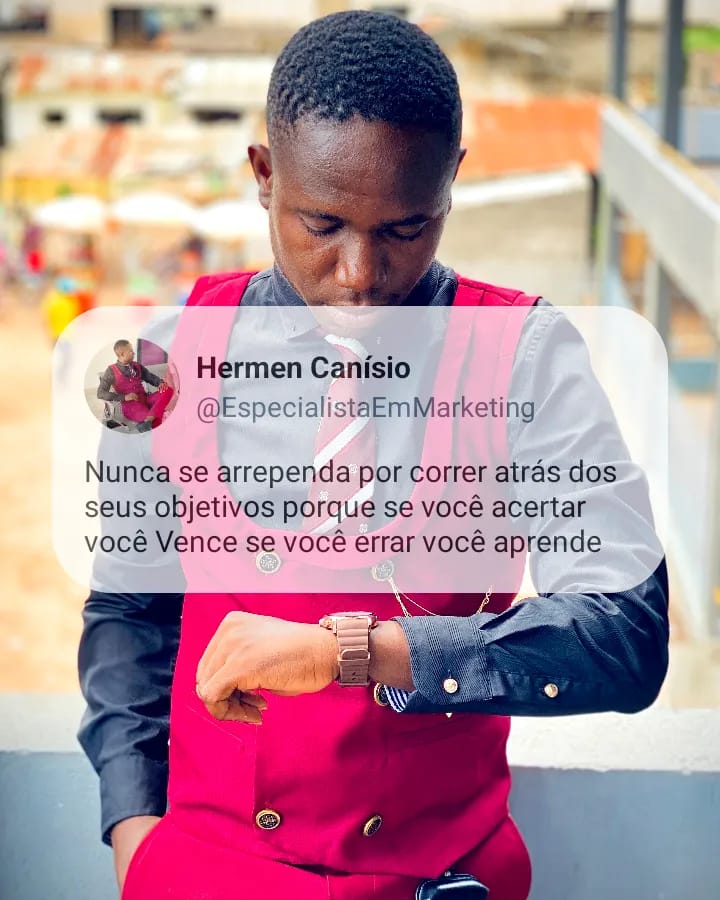 Hermen Canísio
@EspecialistaEmMarketing
Nunca se arrependa por correr atrás dos
seus objetivos porque se você acertar
você Vence se você errar você aprende